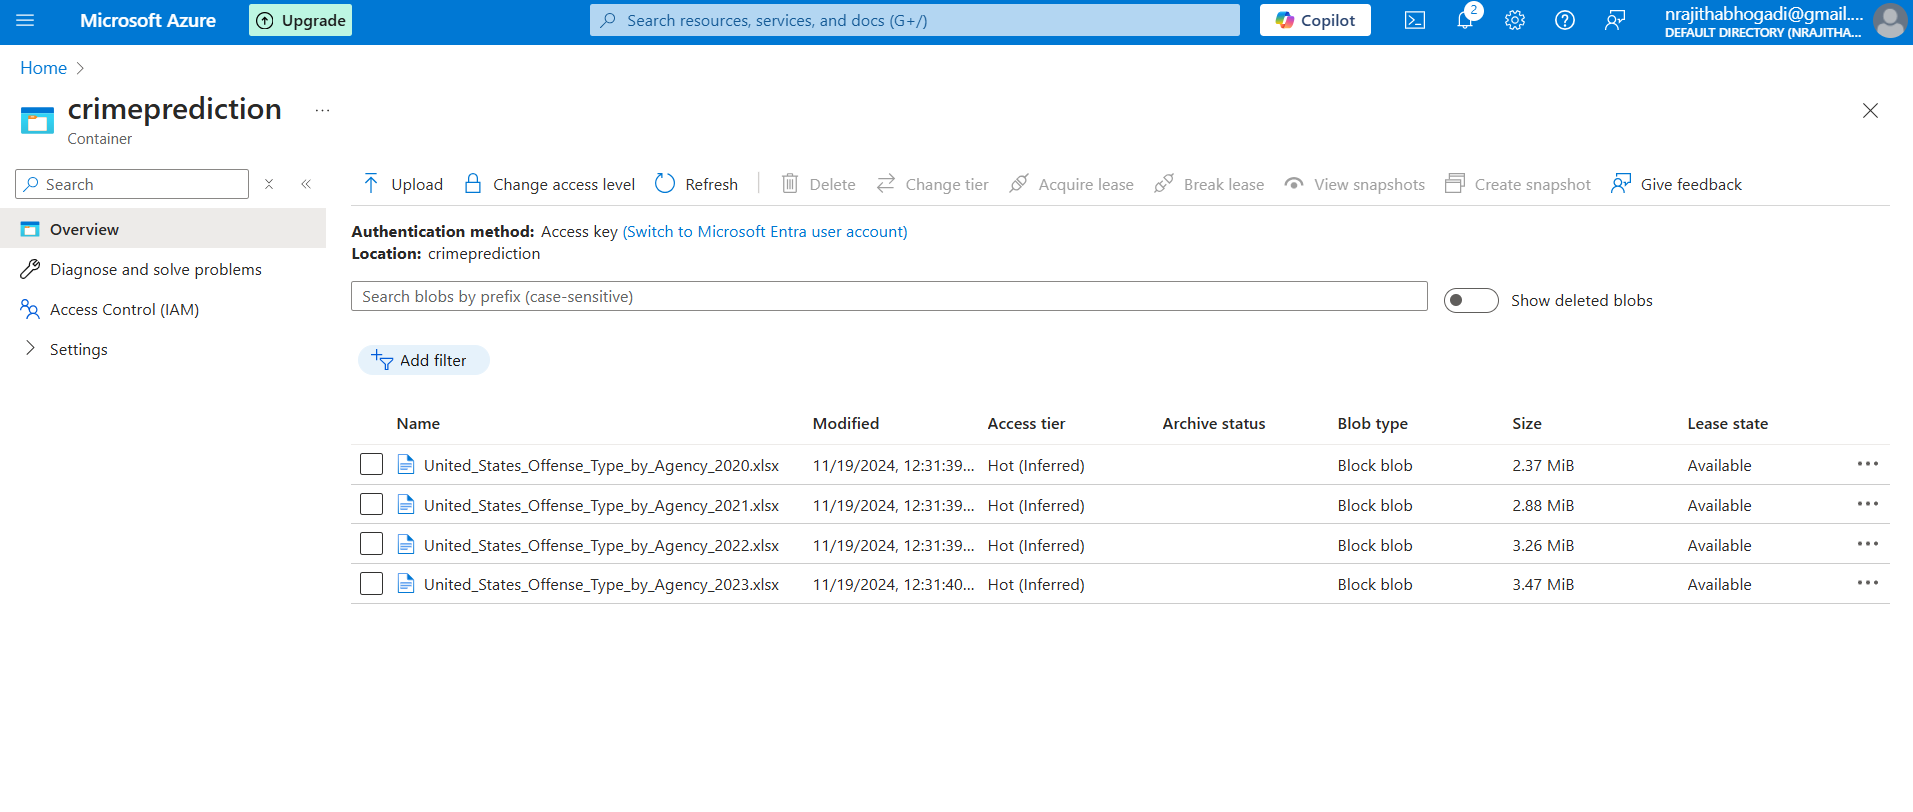 Microsoft Azure
Upgrade
Search resources, services, and docs (G+/)
Copilot
2
nrajithabhogadi@gmail....
DEFAULT DIRECTORY (NRAJITHA...
Home
crimeprediction
...
Container
Search
Upload
Change access level
Refresh
Delete
Change tier
Acquire lease
Break lease
View snapshots
Create snapshot
Give feedback
Overview
Diagnose and solve problems
Access Control (IAM)
Settings
Authentication method: Access key (Switch to Microsoft Entra user account)
Location: crimeprediction
Search blobs by prefix (case-sensitive)
Show deleted blobs
Add filter
Name Modified Access tier Archive status Blob type Size Lease state
United_States_Offense_Type_by_Agency_2020.xlsx 11/19/2024, 12:31:39... Hot (Inferred) Block blob 2.37 MiB Available
United_States_Offense_Type_by_Agency_2021.xlsx 11/19/2024, 12:31:39... Hot (Inferred) Block blob 2.88 MiB Available
United_States_Offense_Type_by_Agency_2022.xlsx 11/19/2024, 12:31:39... Hot (Inferred) Block blob 3.26 MiB Available
United_States_Offense_Type_by_Agency_2023.xlsx 11/19/2024, 12:31:40... Hot (Inferred) Block blob 3.47 MiB Available